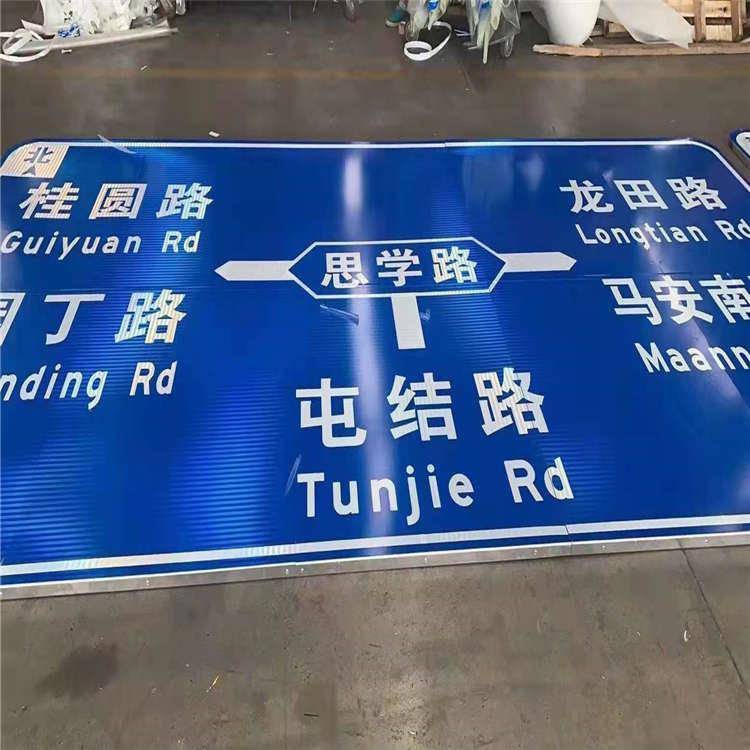 北
桂圆路
Guiyuan Rd
龙田路
Longtian Rd
思学路
丁路
nding Rd
马安南
Maann
屯结路
Tunjie Rd